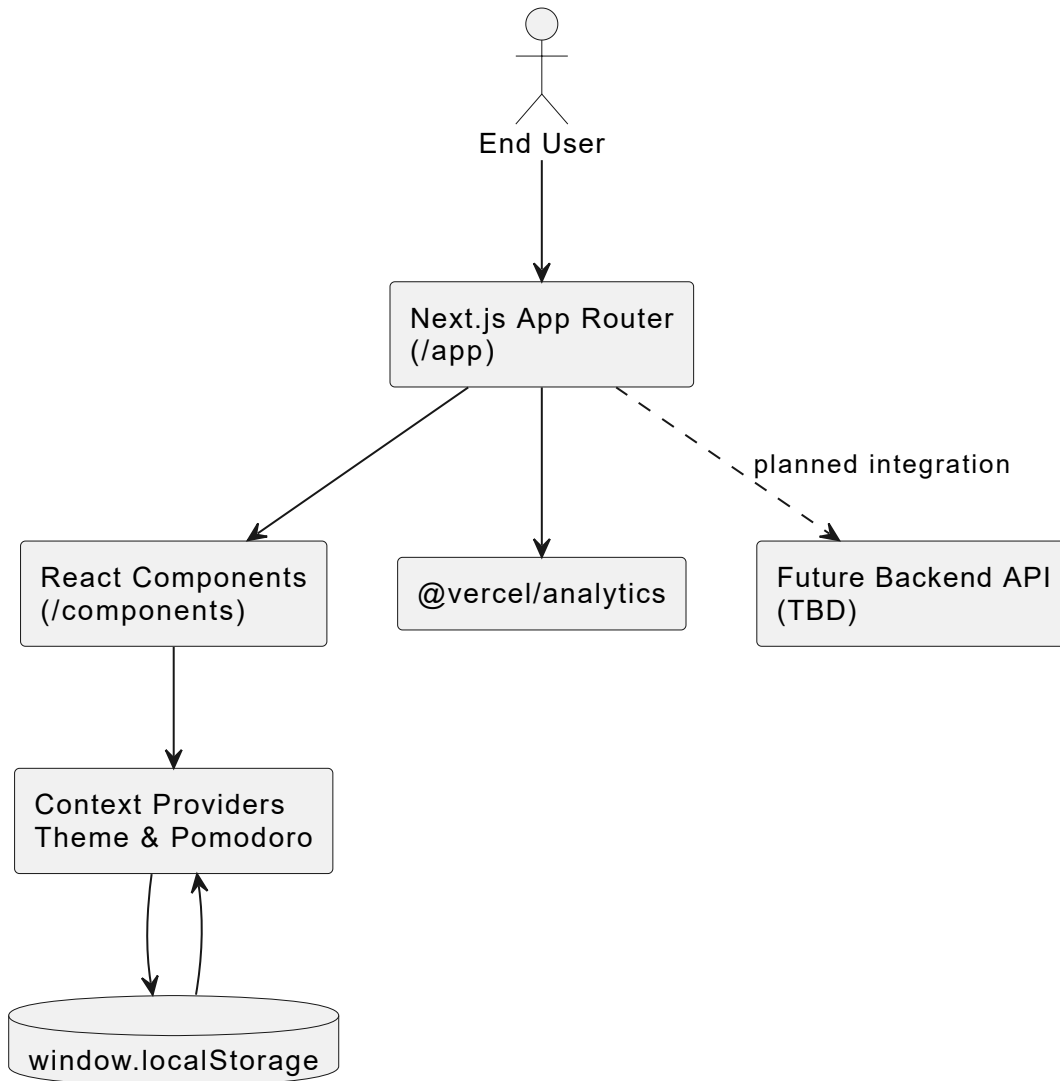 End User
Next.js App Router
(/app)
planned integration
React Components
(/components)
@vercel/analytics
Future Backend API
(TBD)
Context Providers
Theme & Pomodoro
window.localStorage